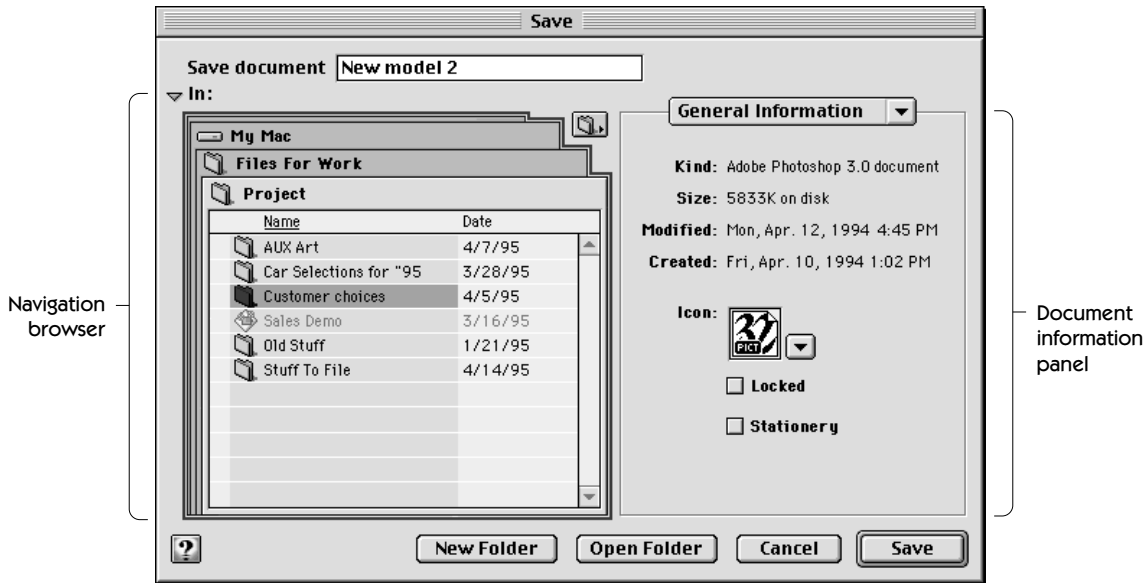 Save
Save document New model 2
In:
My Mac
Files For Work
Project
Name Date
AUX Art 4/7/95
Car Selections for "95 3/28/95
Customer choices 4/5/95
Sales Demo 3/16/95
Old Stuff 1/21/95
Stuff To File 4/14/95
General Information
Kind: Adobe Photoshop 3.0 document
Size: 5833K on disk
Modified: Mon, Apr. 12, 1994 4:45 PM
Created: Fri, Apr. 10, 1994 1:02 PM
Icon:
PICT
Locked
Stationery
?
New Folder
Open Folder
Cancel
Save
Navigation
browser
Document
information
panel